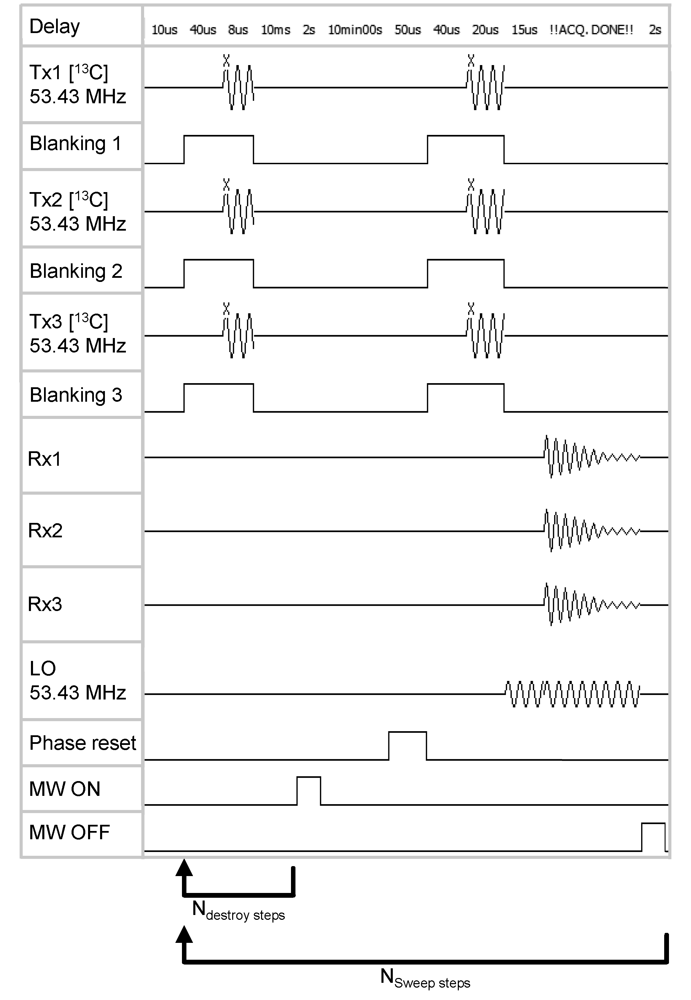 Delay 10us 40us 8us 10ms 2s 10min00s 50us 40us 20us 15us !!ACQ. DONE!! 2s
Tx1 [¹³C]
53.43 MHz
X X
Blanking 1
Tx2 [¹³C]
53.43 MHz
X X
Blanking 2
Tx3 [¹³C]
53.43 MHz
X X
Blanking 3
Rx1
Rx2
Rx3
LO
53.43 MHz
Phase reset
MW ON
MW OFF
Ndestroy steps
NSweep steps